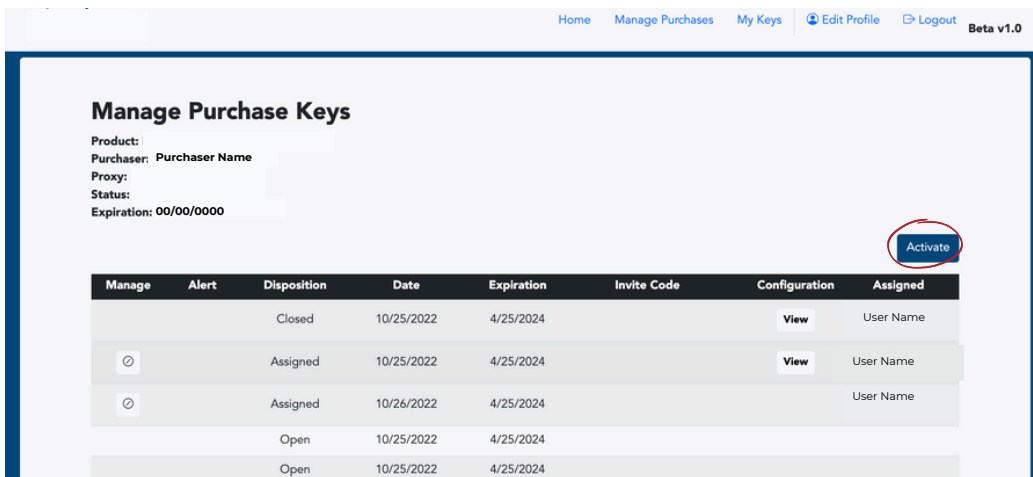 Home Manage Purchases My Keys Edit Profile Logout Beta v1.0
Manage Purchase Keys
Product:
Purchaser: Purchaser Name
Proxy:
Status:
Expiration: 00/00/0000
Activate
Manage Alert Disposition Date Expiration Invite Code Configuration Assigned
Closed 10/25/2022 4/25/2024 View User Name
Assigned 10/25/2022 4/25/2024 View User Name
Assigned 10/26/2022 4/25/2024 User Name
Open 10/25/2022 4/25/2024
Open 10/25/2022 4/25/2024